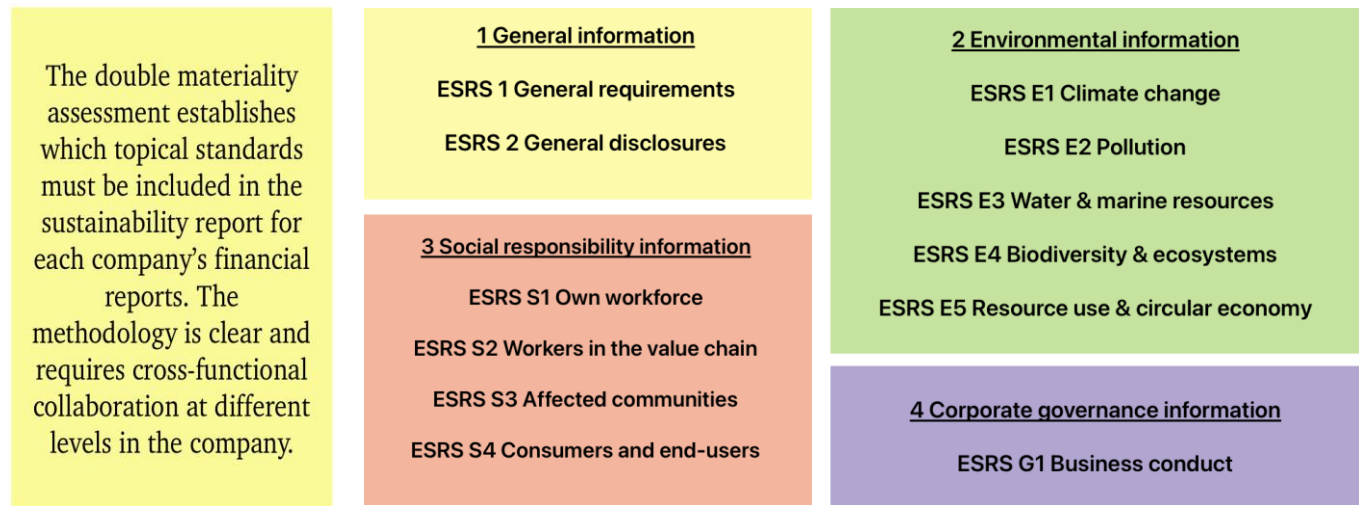 The double materiality
assessment establishes
which topical standards
must be included in the
sustainability report for
each company’s financial
reports. The
methodology is clear and
requires cross-functional
collaboration at different
levels in the company.
1 General information
ESRS 1 General requirements
ESRS 2 General disclosures
2 Environmental information
ESRS E1 Climate change
ESRS E2 Pollution
ESRS E3 Water & marine resources
ESRS E4 Biodiversity & ecosystems
ESRS E5 Resource use & circular economy
3 Social responsibility information
ESRS S1 Own workforce
ESRS S2 Workers in the value chain
ESRS S3 Affected communities
ESRS S4 Consumers and end-users
4 Corporate governance information
ESRS G1 Business conduct